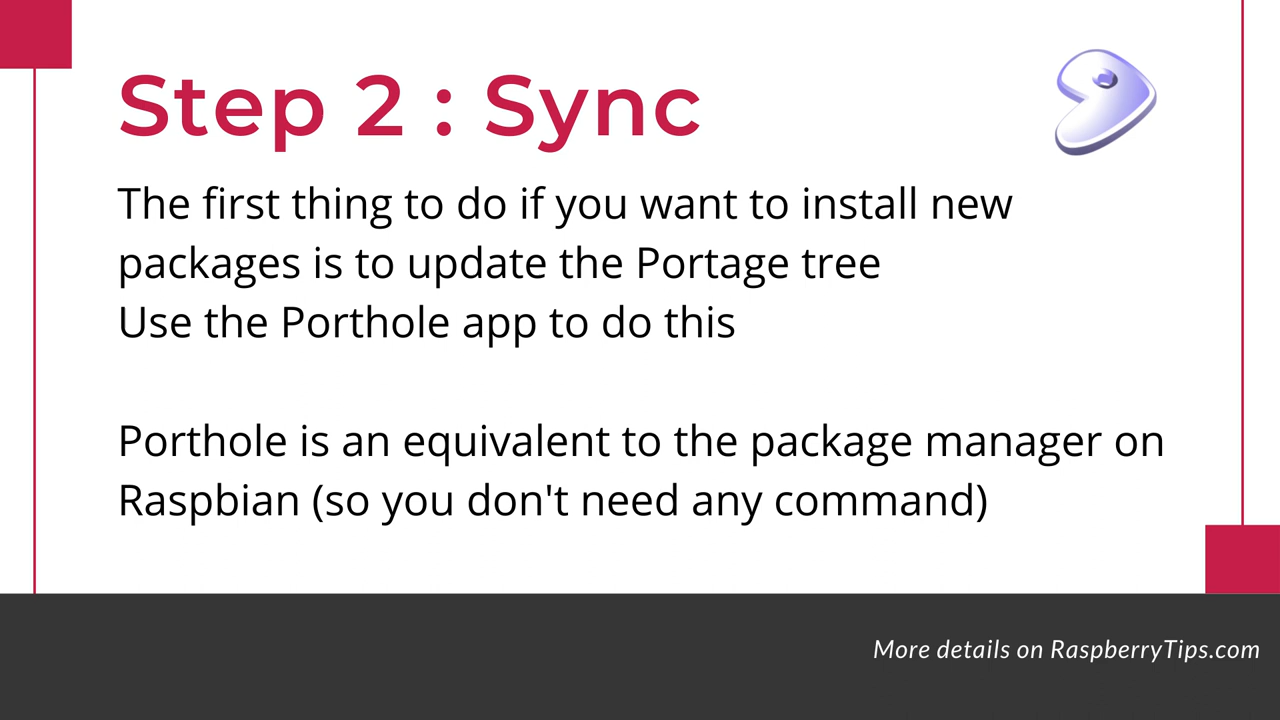 Step 2 : Sync
The first thing to do if you want to install new
packages is to update the Portage tree
Use the Porthole app to do this
Porthole is an equivalent to the package manager on
Raspbian (so you don't need any command)
More details on RaspberryTips.com